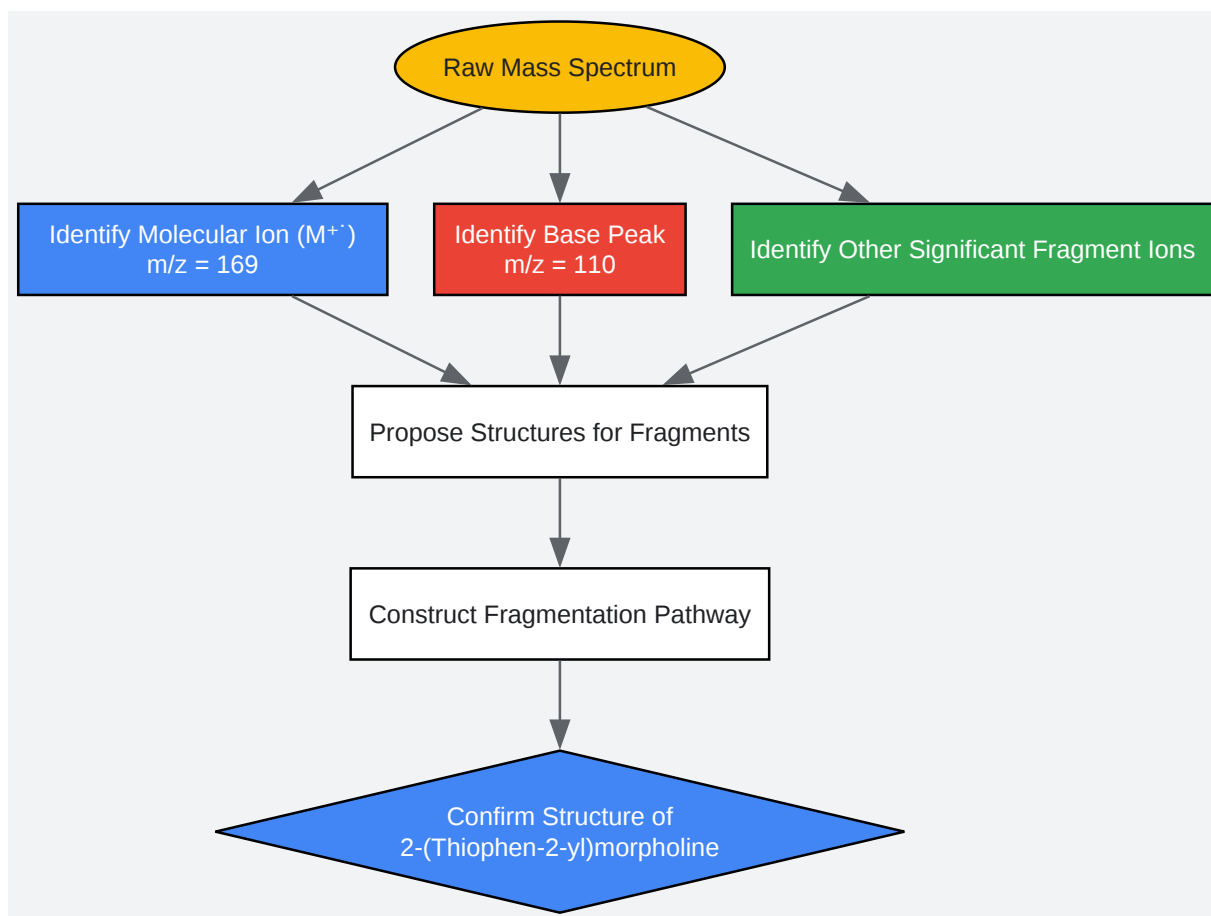 Raw Mass Spectrum
Identify Molecular Ion (M⁺˙)
m/z = 169
Identify Base Peak
m/z = 110
Identify Other Significant Fragment Ions
Propose Structures for Fragments
Construct Fragmentation Pathway
Confirm Structure of
2-(Thiophen-2-yl)morpholine